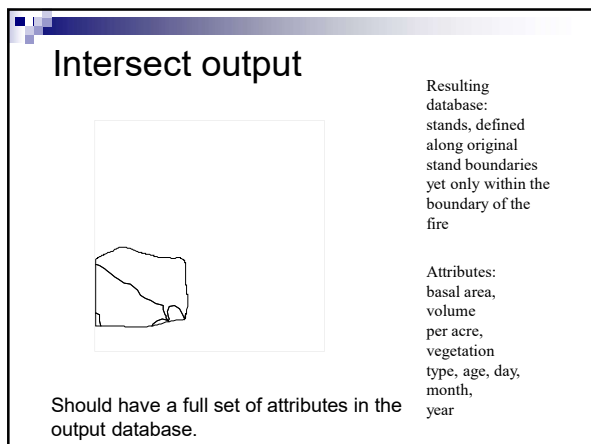 Intersect output
Resulting
database:
stands, defined
along original
stand boundaries
yet only within the
boundary of the
fire
Attributes:
basal area,
volume
per acre,
vegetation
type, age, day,
month,
year
Should have a full set of attributes in the
output database.